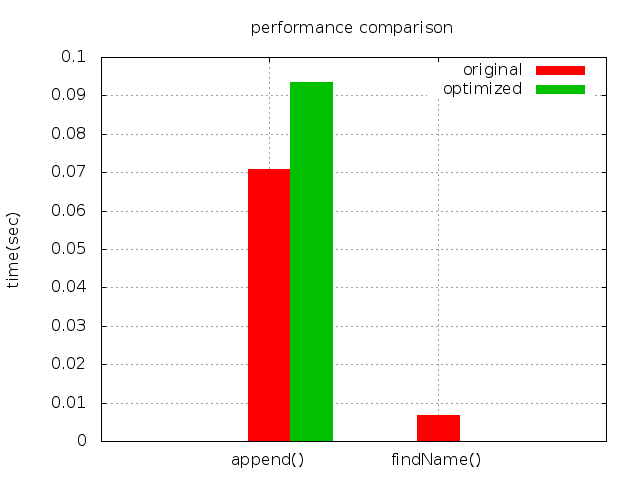 performance comparison
0.1
0.09
0.08
0.07
0.06
0.05
0.04
0.03
0.02
0.01
0
time(sec)
original
optimized
append()
findName()